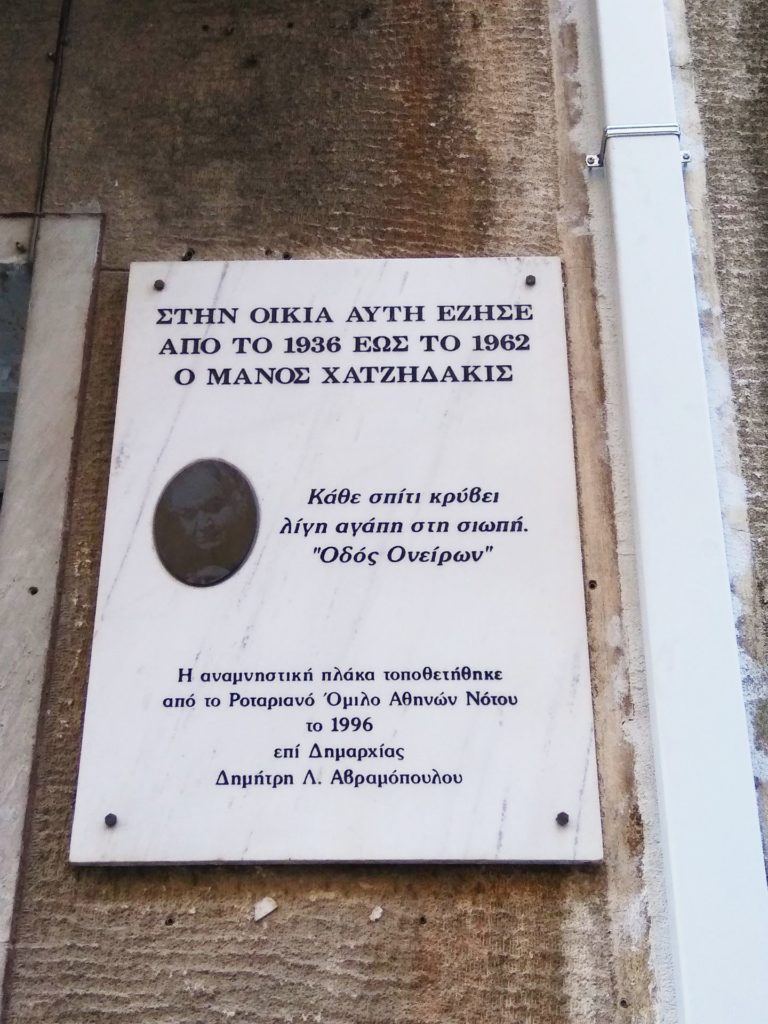 ΣΤΗΝ ΟΙΚΙΑ ΑΥΤΗ ΕΖΗΣΕ
ΑΠΟ ΤΟ 1936 ΕΩΣ ΤΟ 1962
Ο ΜΑΝΟΣ ΧΑΤΖΗΔΑΚΙΣ
Κάθε σπίτι κρύβει
λίγη αγάπη στη σιωπή.
"Οδός Ονείρων"
Η αναμνηστική πλάκα τοποθετήθηκε
από το Ροταριανό Όμιλο Αθηνών Νότου
το 1996
επί Δημαρχίας
Δημήτρη Λ. Αβραμόπουλου